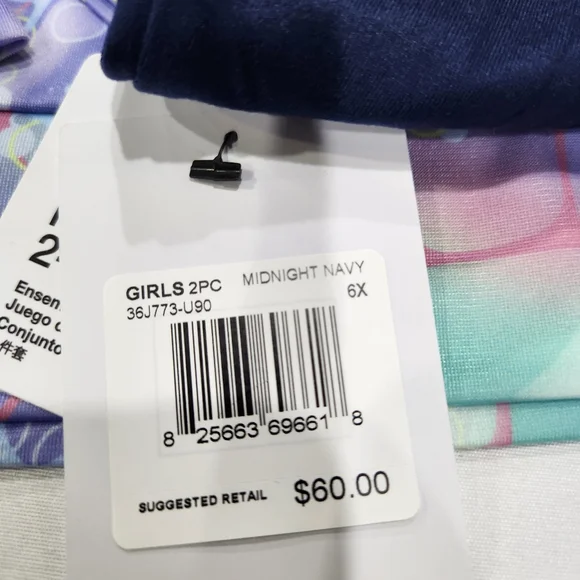 GIRLS 2PC MIDNIGHT NAVY
36J773-U90 6X
8 25663 69661 8
SUGGESTED RETAIL $60.00
Juego
Conjunto
件套